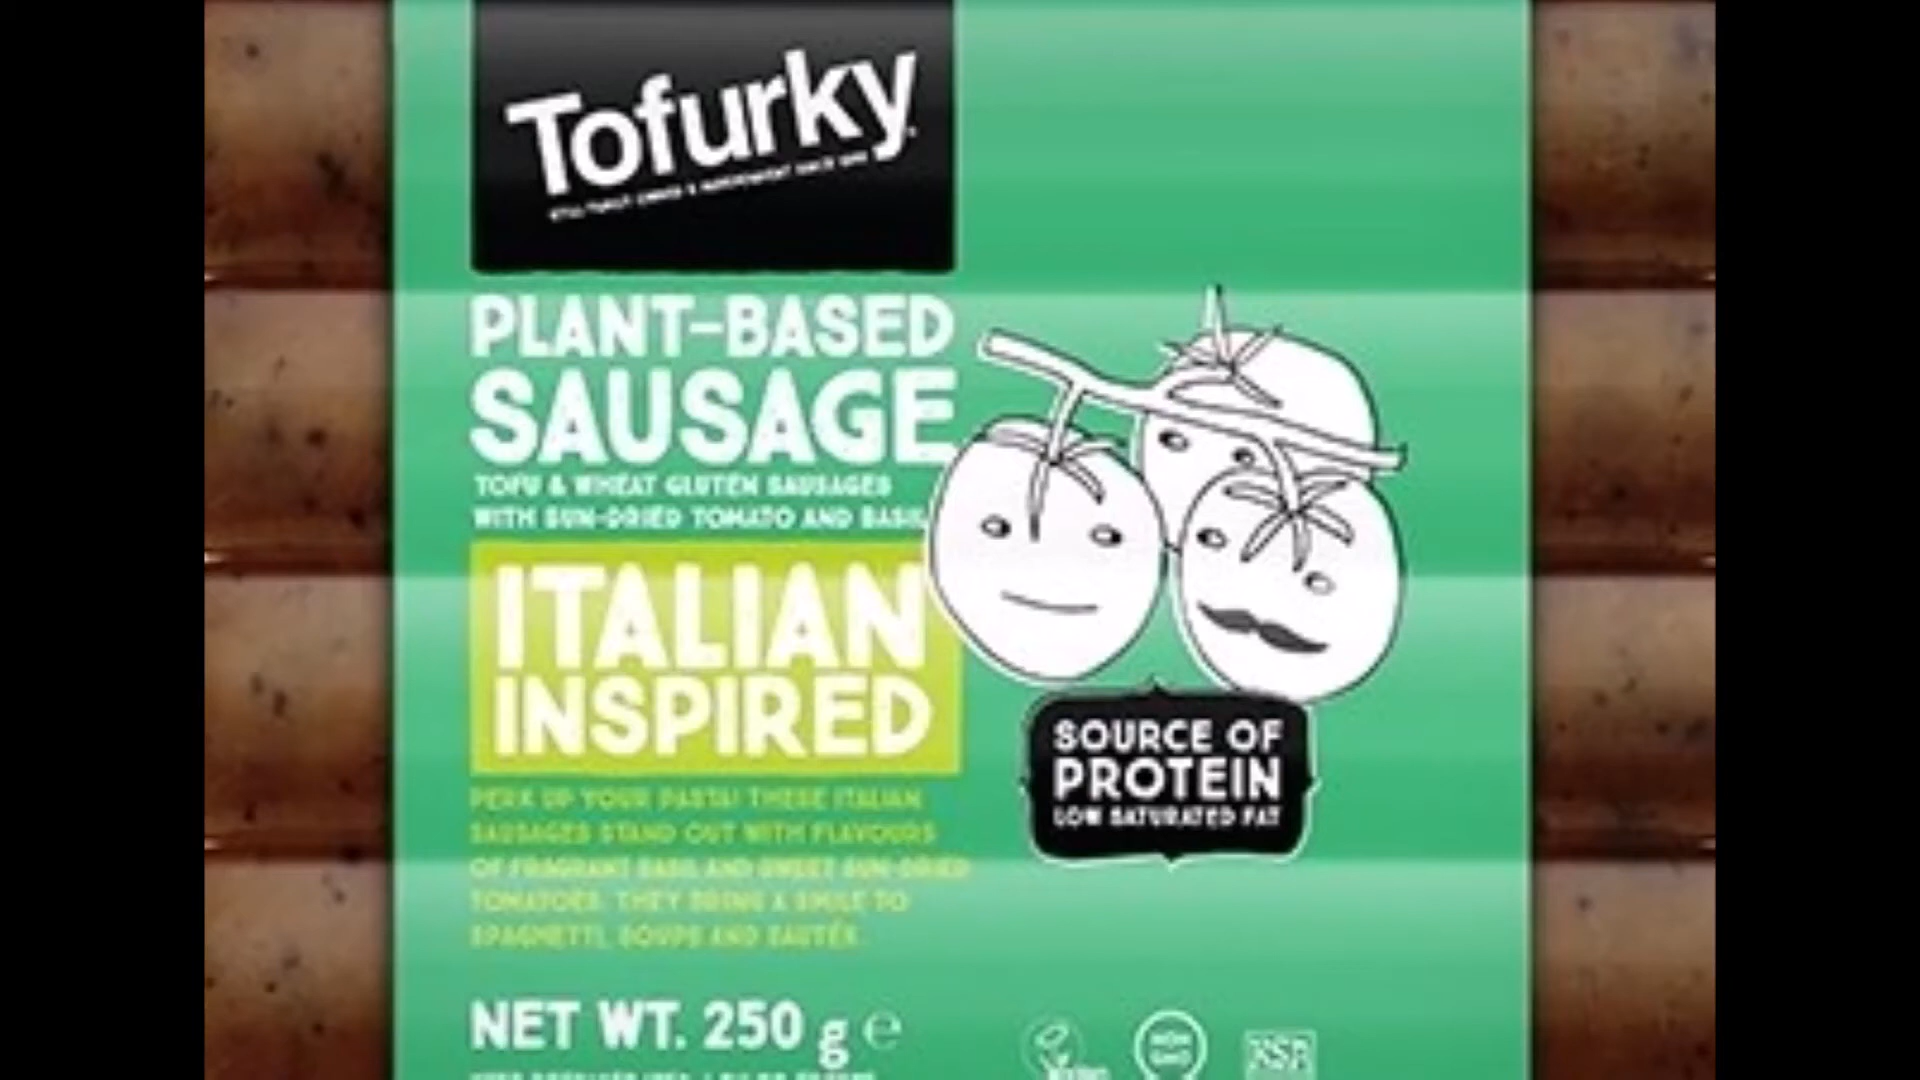 Tofurky
PLANT-BASED
SAUSAGE
TOFU & WHEAT GLUTEN SAUSAGES
WITH SUN-DRIED TOMATO AND BASIL
ITALIAN
INSPIRED
PERK UP YOUR PASTA! THESE ITALIAN
SAUSAGES STAND OUT WITH FLAVOURS
OF FRAGRANT BASIL AND SWEET SUN-DRIED
TOMATOES. THEY BRING A SMILE TO
SPAGHETTI, SOUPS AND SAUTÉS.
SOURCE OF
PROTEIN
LOW SATURATED FAT
NET WT. 250 g e
NON
GMO